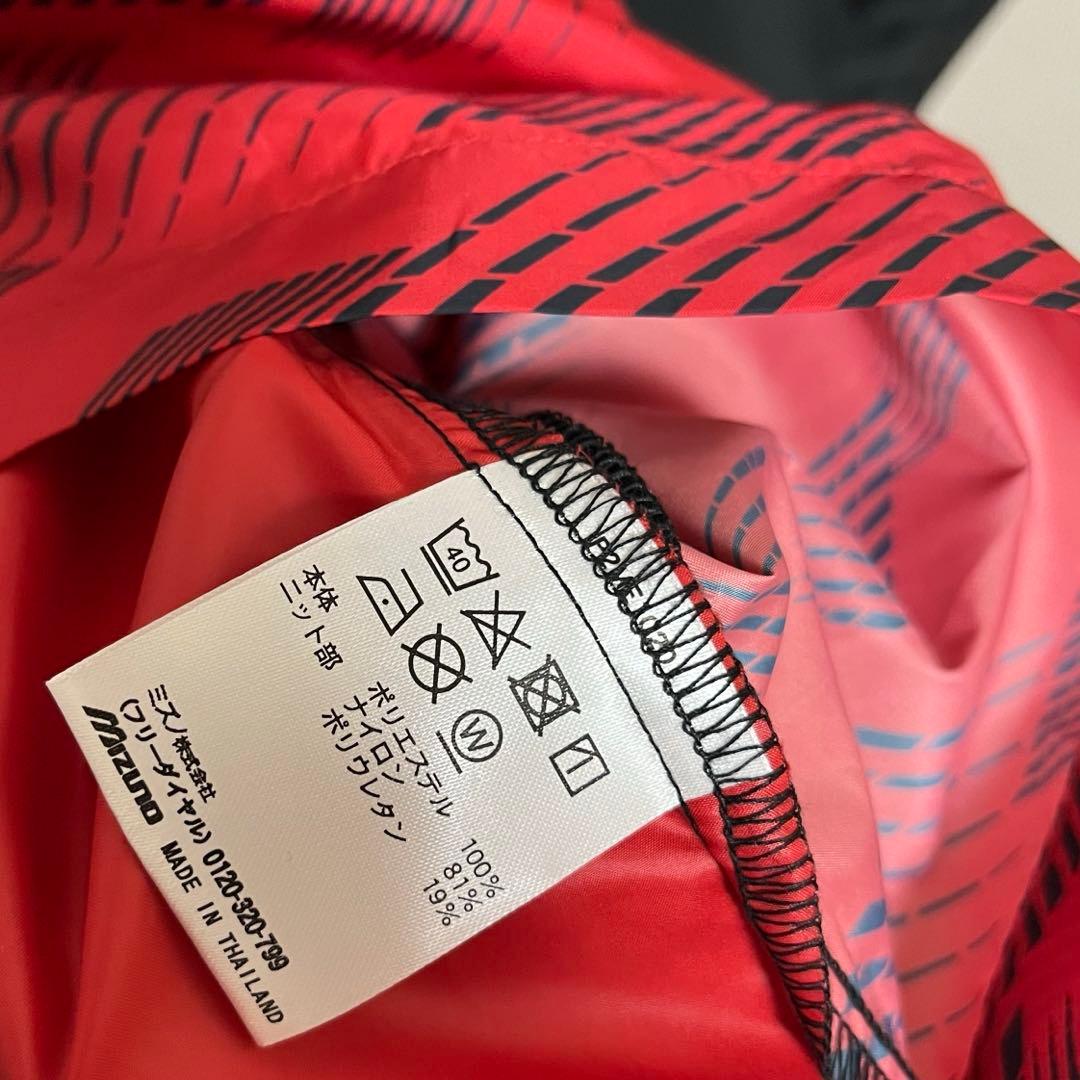 40
W
本体 ポリエステル 100%
ニット部 ナイロン 81%
ポリウレタン 19%
ミズノ株式会社
(フリーダイヤル) 0120-320-799
MIZUNO MADE IN THAILAND